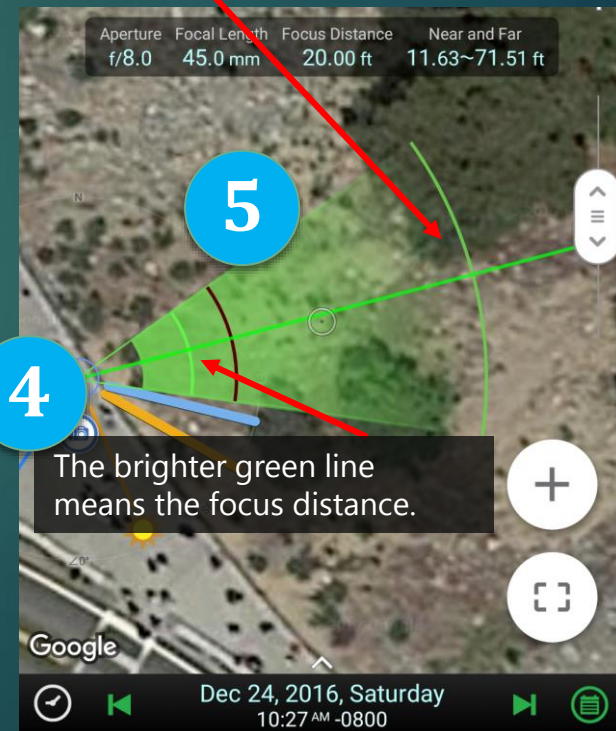 Aperture Focal Length Focus Distance Near and Far
f/8.0 45.0 mm 20.00 ft 11.63~71.51 ft
N
5
4
The brighter green line
means the focus distance.
∠0°
Google
Dec 24, 2016, Saturday
10:27 AM -0800